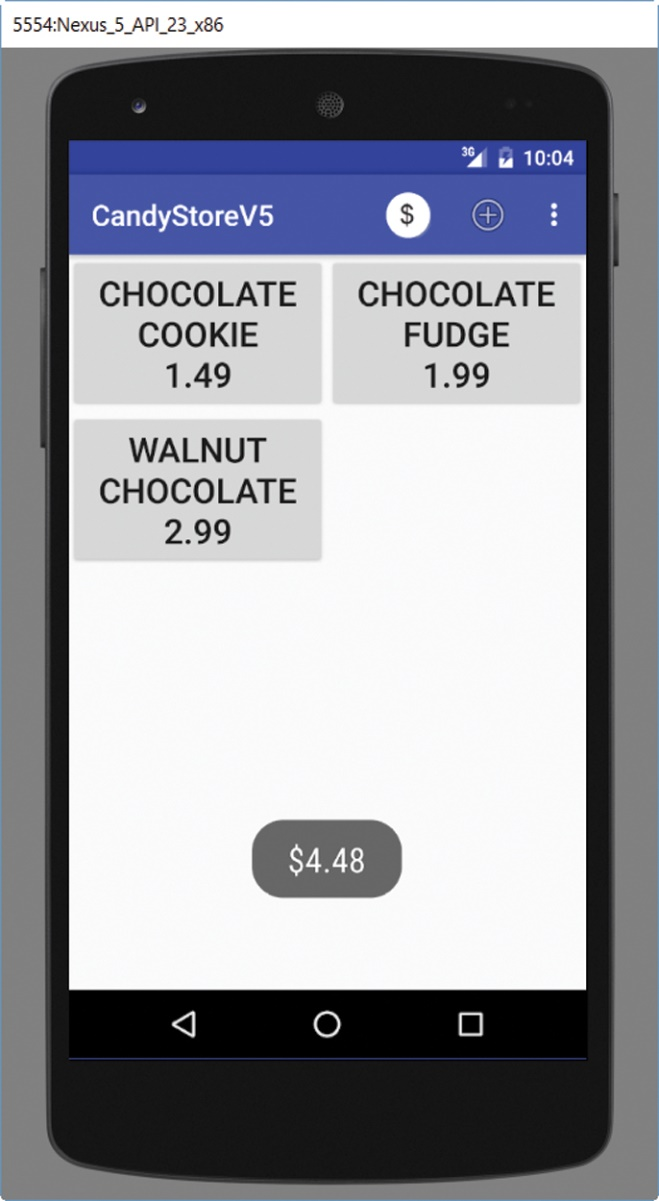 5554:Nexus_5_API_23_x86
3G 10:04
CandyStoreV5 $
CHOCOLATE COOKIE 1.49
CHOCOLATE FUDGE 1.99
WALNUT CHOCOLATE 2.99
$4.48